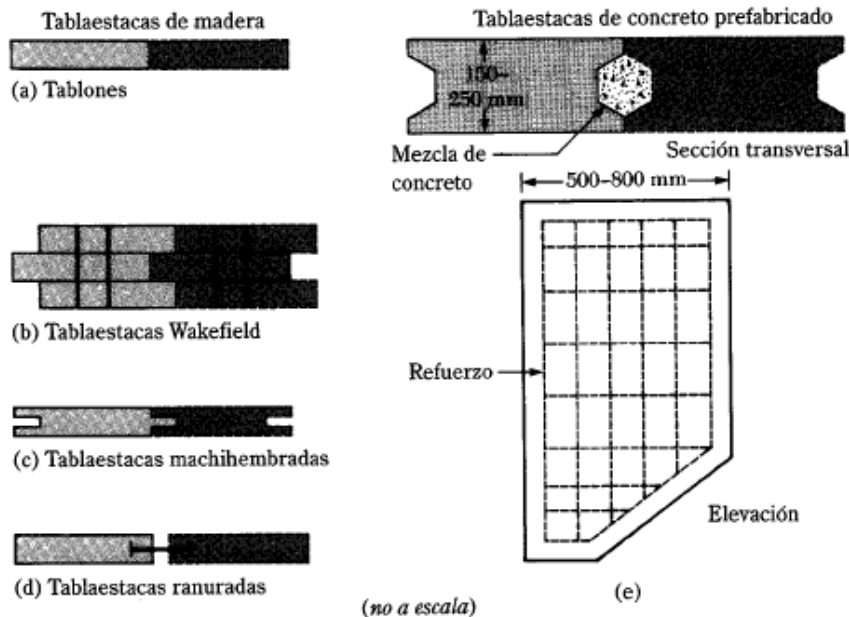 Tablaestacas de madera
(a) Tablones
(b) Tablaestacas Wakefield
(c) Tablaestacas machihembradas
(d) Tablaestacas ranuradas
Tablaestacas de concreto prefabricado
150–
250 mm
Mezcla de
concreto
Sección transversal
500–800 mm
Refuerzo
Elevación
(e)
(no a escala)